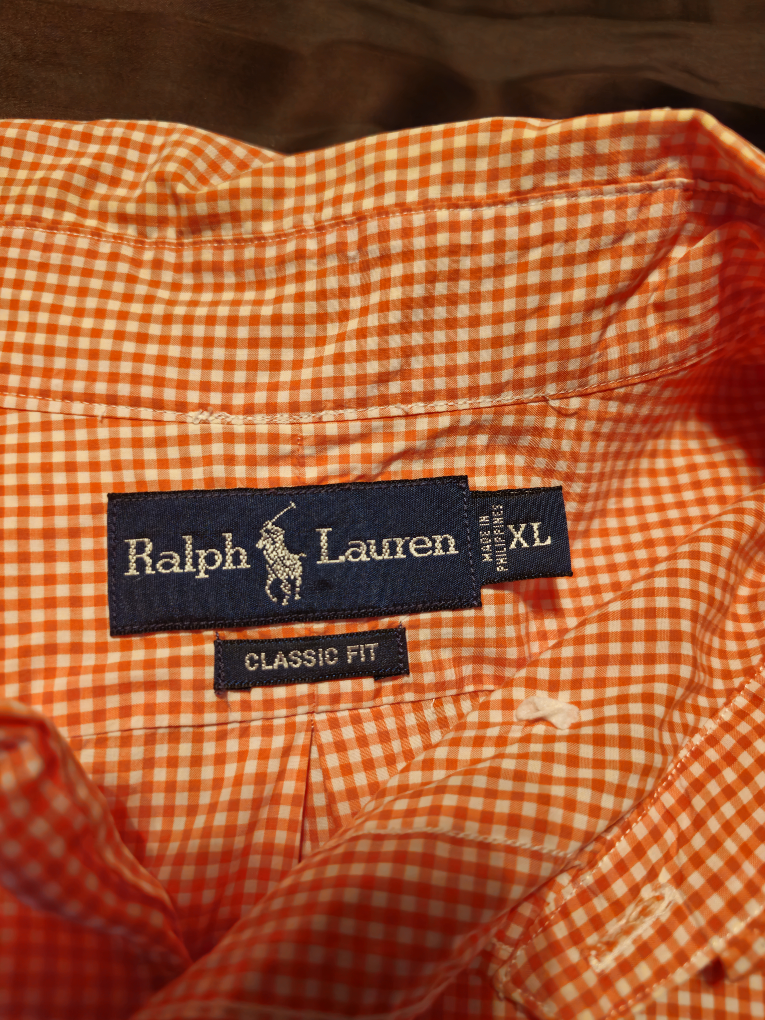 Ralph Lauren
MADE IN
PHILIPPINES
XL
CLASSIC FIT